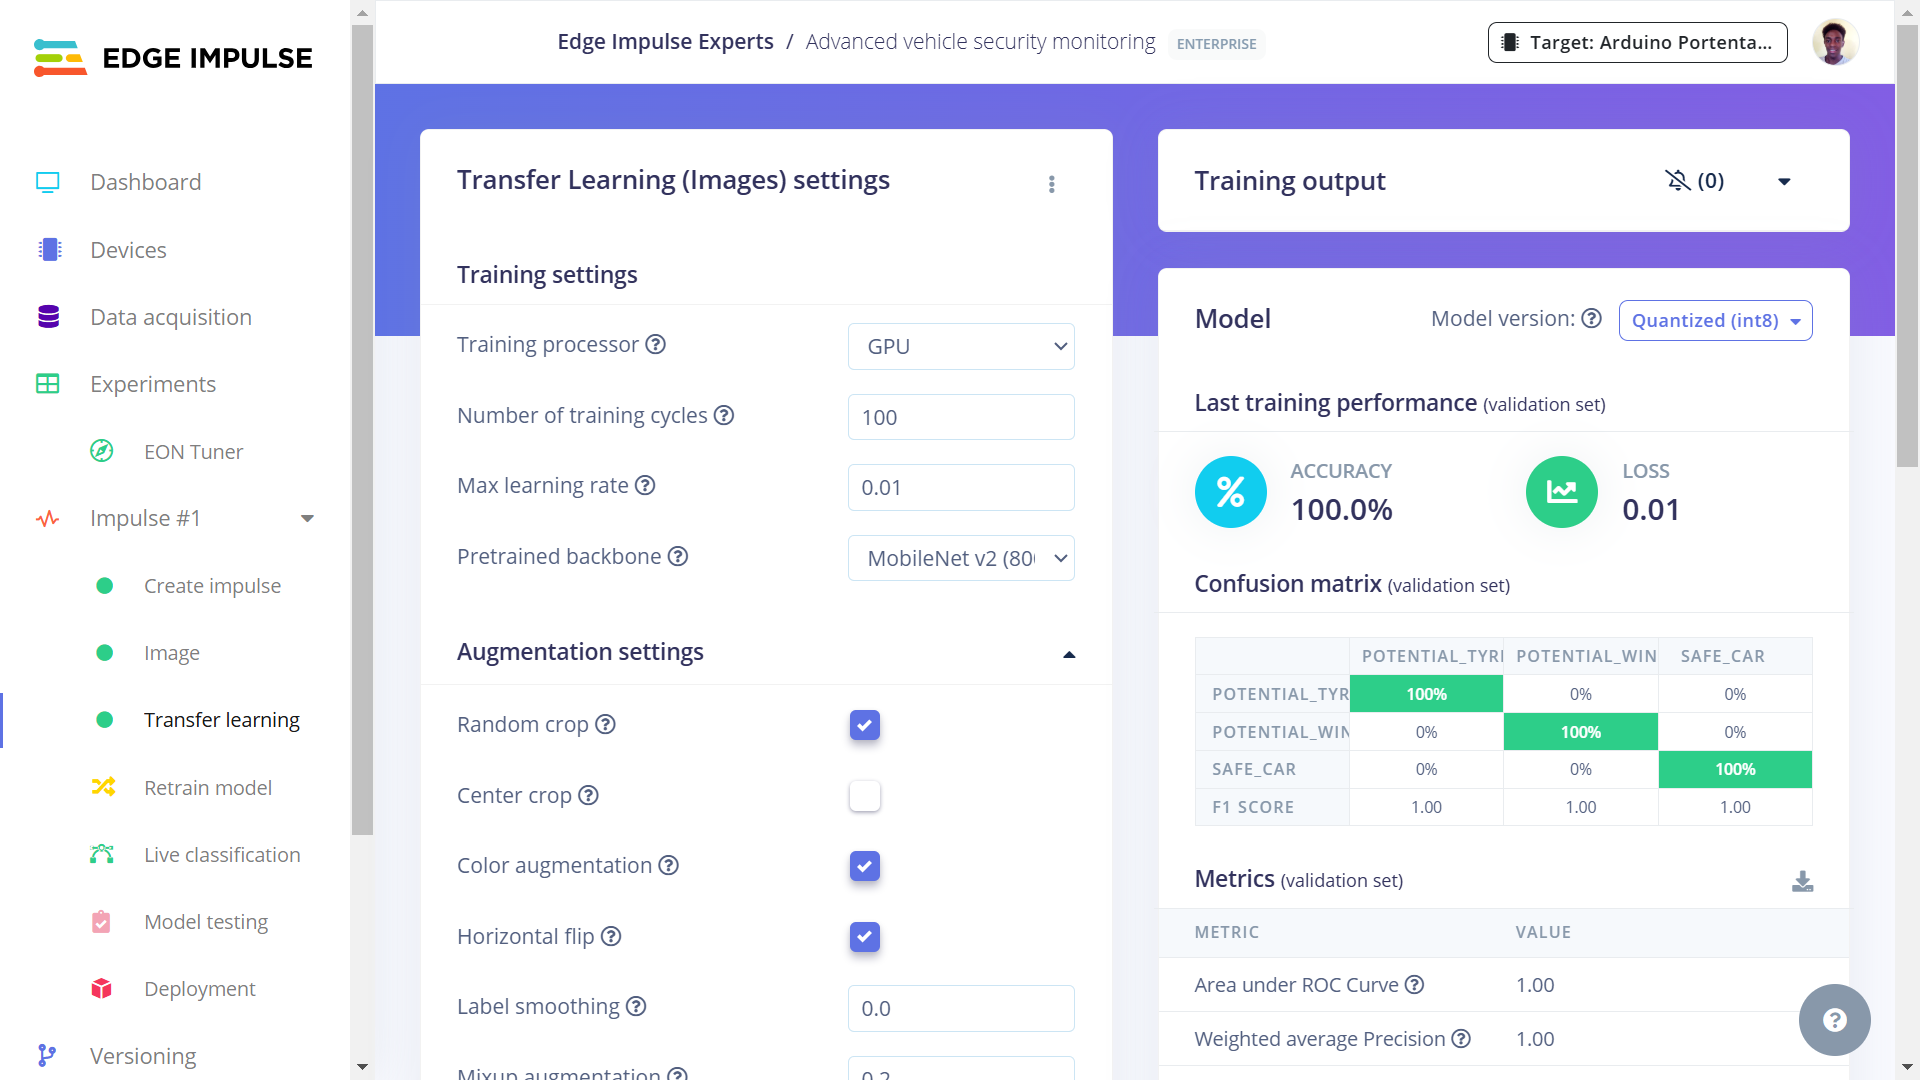 EDGE IMPULSE
Edge Impulse Experts / Advanced vehicle security monitoring ENTERPRISE
Target: Arduino Portenta...
Dashboard
Devices
Data acquisition
Experiments
EON Tuner
Impulse #1
Create impulse
Image
Transfer learning
Retrain model
Live classification
Model testing
Deployment
Versioning
Transfer Learning (Images) settings
Training settings
Training processor
GPU
Number of training cycles
100
Max learning rate
0.01
Pretrained backbone
MobileNet v2 (80
Augmentation settings
Random crop
Center crop
Color augmentation
Horizontal flip
Label smoothing
0.0
Mixup augmentation
0.2
Training output
(0)
Model
Model version:
Quantized (int8)
Last training performance (validation set)
ACCURACY
100.0%
LOSS
0.01
Confusion matrix (validation set)
POTENTIAL_TYRI POTENTIAL_WIN SAFE_CAR
POTENTIAL_TYR 100% 0% 0%
POTENTIAL_WIN 0% 100% 0%
SAFE_CAR 0% 0% 100%
F1 SCORE 1.00 1.00 1.00
Metrics (validation set)
METRIC VALUE
Area under ROC Curve 1.00
Weighted average Precision 1.00